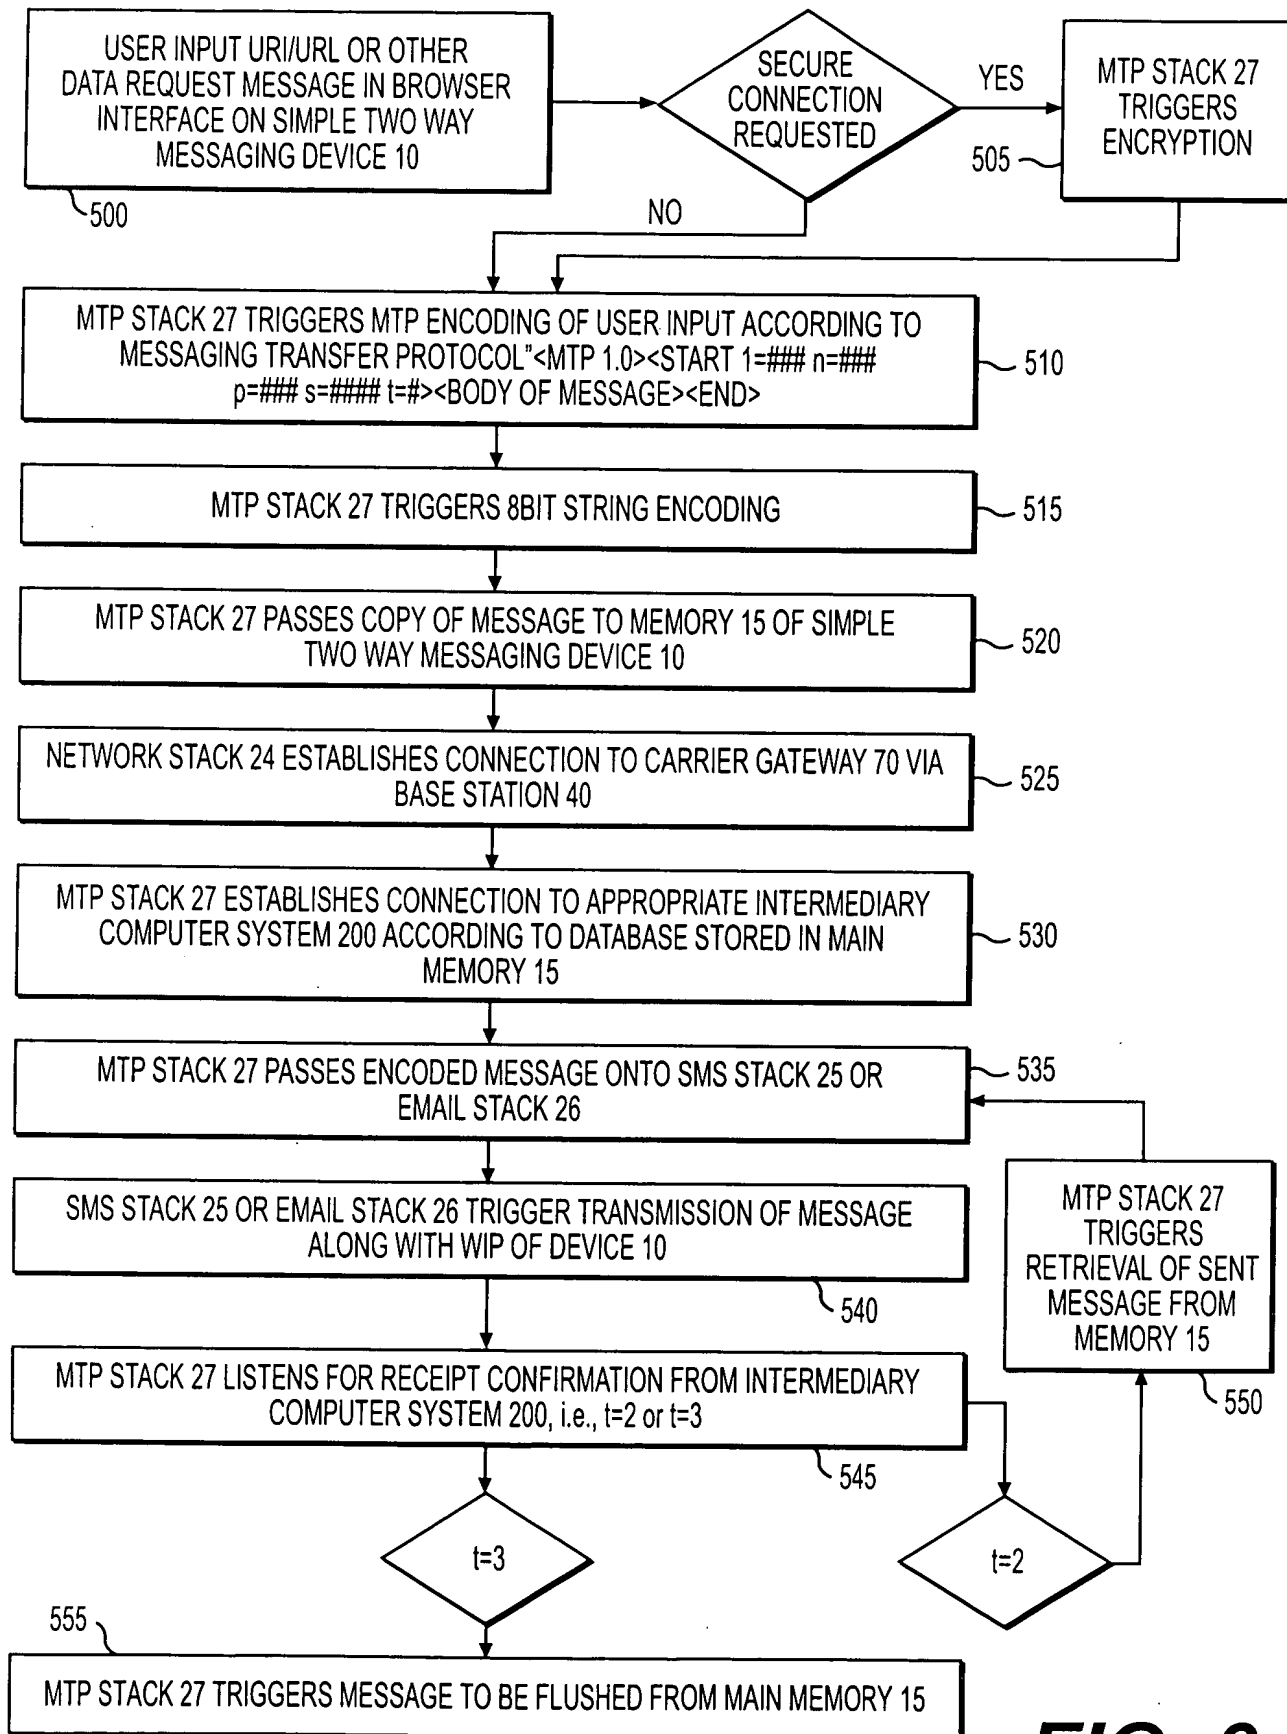 USER INPUT URI/URL OR OTHER
DATA REQUEST MESSAGE IN BROWSER
INTERFACE ON SIMPLE TWO WAY
MESSAGING DEVICE 10
500
SECURE
CONNECTION
REQUESTED
YES
NO
MTP STACK 27
TRIGGERS
ENCRYPTION
505
MTP STACK 27 TRIGGERS MTP ENCODING OF USER INPUT ACCORDING TO
MESSAGING TRANSFER PROTOCOL"<MTP 1.0><START 1=### n=###
p=### s=#### t=#><BODY OF MESSAGE><END>
510
MTP STACK 27 TRIGGERS 8BIT STRING ENCODING
515
MTP STACK 27 PASSES COPY OF MESSAGE TO MEMORY 15 OF SIMPLE
TWO WAY MESSAGING DEVICE 10
520
NETWORK STACK 24 ESTABLISHES CONNECTION TO CARRIER GATEWAY 70 VIA
BASE STATION 40
525
MTP STACK 27 ESTABLISHES CONNECTION TO APPROPRIATE INTERMEDIARY
COMPUTER SYSTEM 200 ACCORDING TO DATABASE STORED IN MAIN
MEMORY 15
530
MTP STACK 27 PASSES ENCODED MESSAGE ONTO SMS STACK 25 OR
EMAIL STACK 26
535
SMS STACK 25 OR EMAIL STACK 26 TRIGGER TRANSMISSION OF MESSAGE
ALONG WITH WIP OF DEVICE 10
540
MTP STACK 27
TRIGGERS
RETRIEVAL OF SENT
MESSAGE FROM
MEMORY 15
550
MTP STACK 27 LISTENS FOR RECEIPT CONFIRMATION FROM INTERMEDIARY
COMPUTER SYSTEM 200, i.e., t=2 or t=3
545
t=3
t=2
555
MTP STACK 27 TRIGGERS MESSAGE TO BE FLUSHED FROM MAIN MEMORY 15